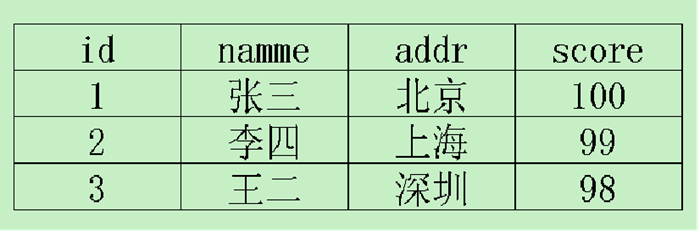 id namme addr score
1 张三 北京 100
2 李四 上海 99
3 王二 深圳 98